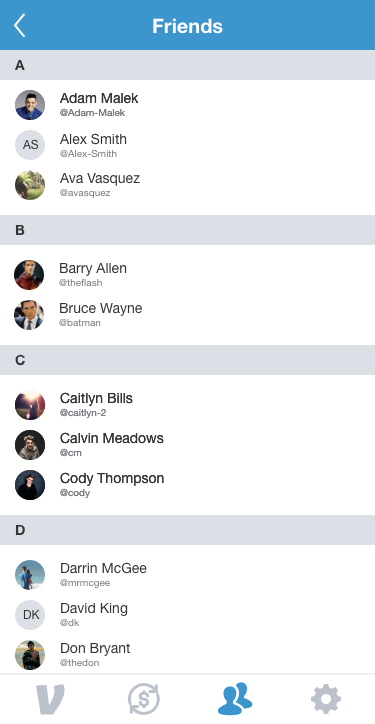 Friends
A
Adam Malek
@Adam-Malek
AS
Alex Smith
@Alex-Smith
Ava Vasquez
@avasquez
B
Barry Allen
@theflash
Bruce Wayne
@batman
C
Caitlyn Bills
@caitlyn-2
Calvin Meadows
@cm
Cody Thompson
@cody
D
Darrin McGee
@mrmcgee
DK
David King
@dk
Don Bryant
@thedon
V
$